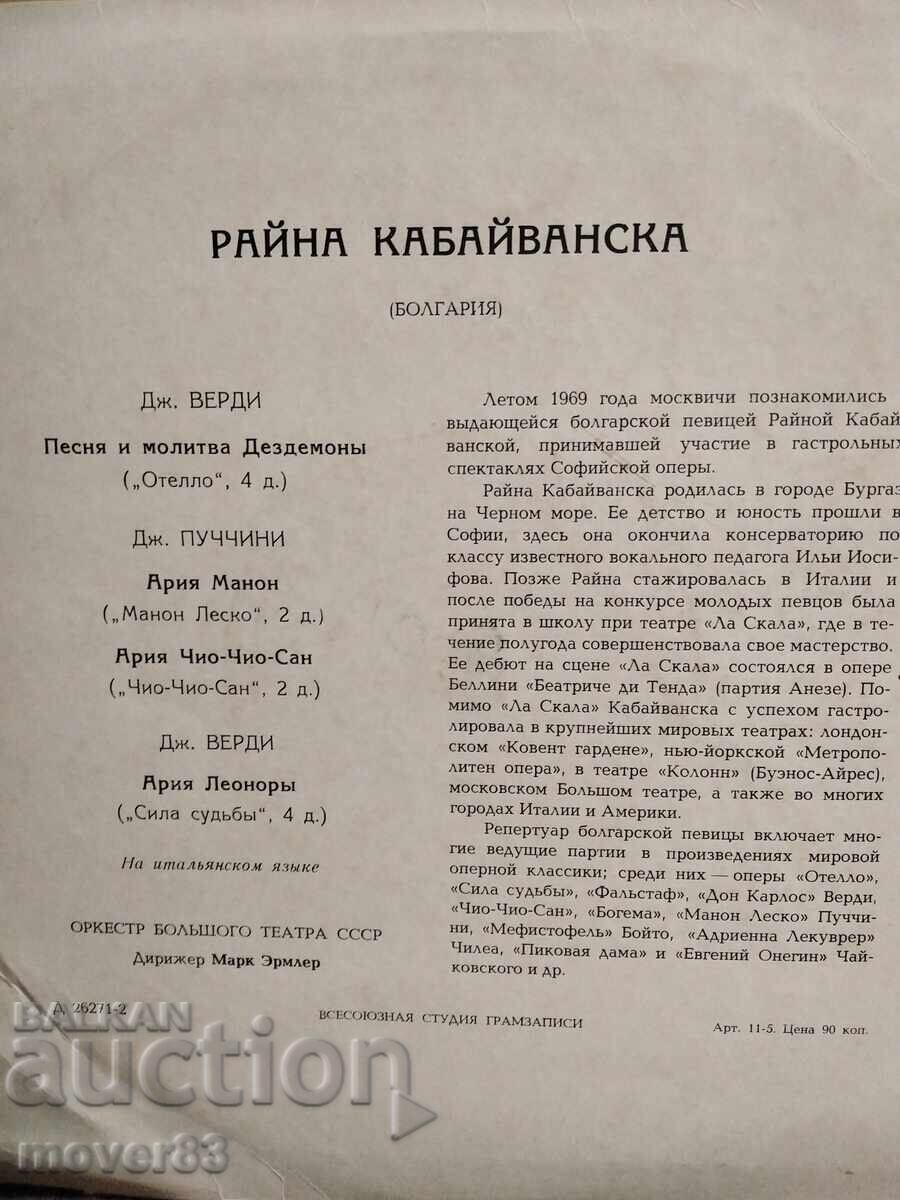 РАЙНА КАБАЙВАНСКА
(БОЛГАРИЯ)
Дж. ВЕРДИ
Песня и молитва Дездемоны
(„Отелло“, 4 д.)
Дж. ПУЧЧИНИ
Ария Манон
(„Манон Леско“, 2 д.)
Ария Чио-Чио-Сан
(„Чио-Чио-Сан“, 2 д.)
Дж. ВЕРДИ
Ария Леоноры
(„Сила судьбы“, 4 д.)
На итальянском языке
ОРКЕСТР БОЛЬШОГО ТЕАТРА СССР
Дирижер Марк Эрмлер
Летом 1969 года москвичи познакомились
выдающейся болгарской певицей Райной Кабай
ванской, принимавшей участие в гастрольных
спектаклях Софийской оперы.
Райна Кабайванска родилась в городе Бургаз
на Черном море. Ее детство и юность прошли в
Софии, здесь она окончила консерваторию по
классу известного вокального педагога Ильи Иоси-
фова. Позже Райна стажировалась в Италии и
после победы на конкурсе молодых певцов была
принята в школу при театре «Ла Скала», где в те-
чение полугода совершенствовала свое мастерство.
Ее дебют на сцене «Ла Скала» состоялся в опере
Беллини «Беатриче ди Тенда» (партия Анезе). По-
мимо «Ла Скала» Кабайванска с успехом гастро-
лировала в крупнейших мировых театрах: лондон-
ском «Ковент гардене», нью-йоркской «Метропо-
литен опера», в театре «Колонн» (Буэнос-Айрес),
московском Большом театре, а также во многих
городах Италии и Америки.
Репертуар болгарской певицы включает мно-
гие ведущие партии в произведениях мировой
оперной классики; среди них — оперы «Отелло»,
«Сила судьбы», «Фальстаф», «Дон Карлос» Верди,
«Чио-Чио-Сан», «Богема», «Манон Леско» Пуччи-
ни, «Мефистофель» Бойто, «Адриенна Лекуврер»
Чилеа, «Пиковая дама» и «Евгений Онегин» Чай-
ковского и др.
Д 26271-2
ВСЕСОЮЗНАЯ СТУДИЯ ГРАМЗАПИСИ
Арт. 11-5. Цена 90 коп.
BALKAN
auction
mover83